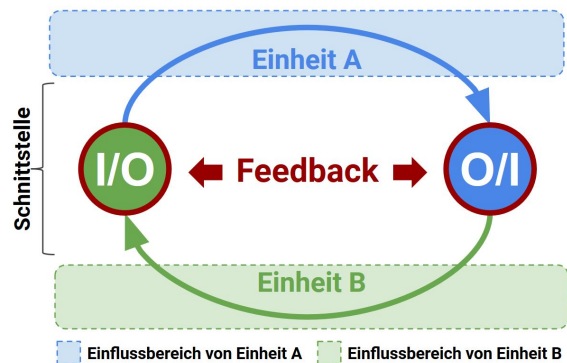 Einheit A
Schnittstelle
I/O
Feedback
O/I
Einheit B
Einflussbereich von Einheit A
Einflussbereich von Einheit B